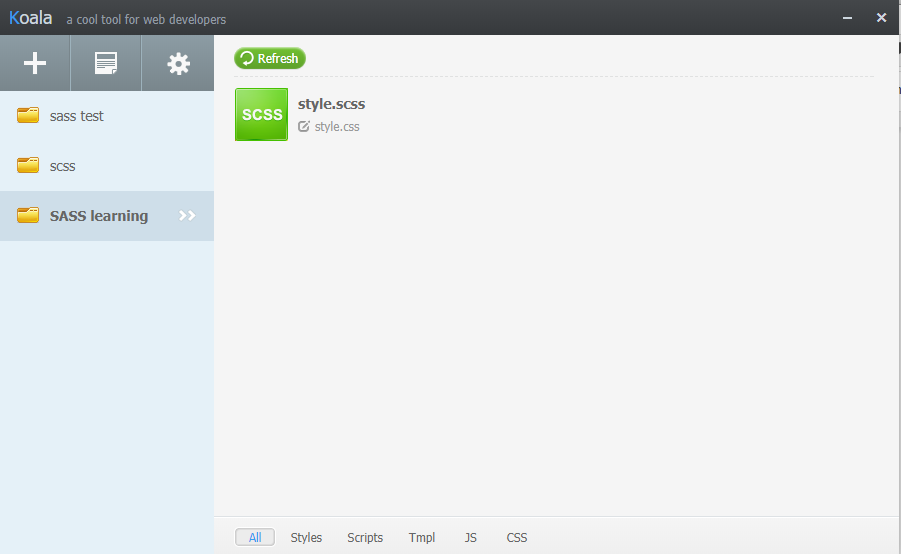 Koala a cool tool for web developers
Refresh
SCSS
style.scss
style.css
sass test
scss
SASS learning
All Styles Scripts Tmpl JS CSS